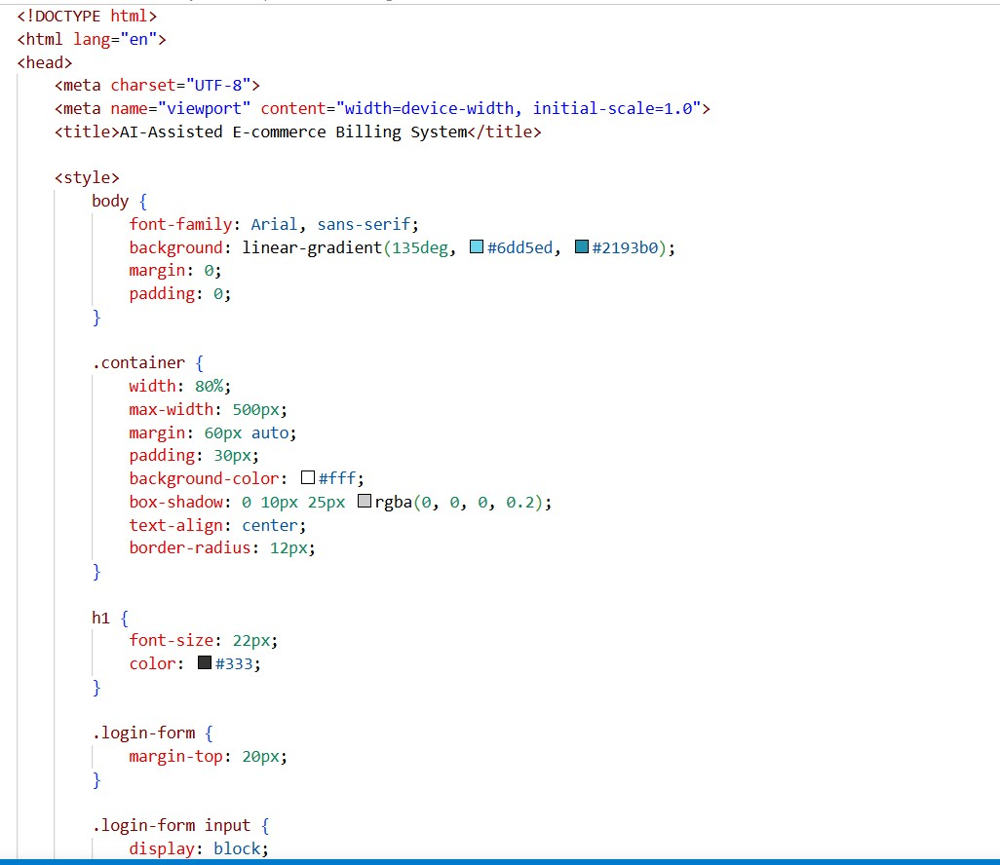 <!DOCTYPE html>
<html lang="en">
<head>
    <meta charset="UTF-8">
    <meta name="viewport" content="width=device-width, initial-scale=1.0">
    <title>AI-Assisted E-commerce Billing System</title>

    <style>
        body {
            font-family: Arial, sans-serif;
            background: linear-gradient(135deg, #6dd5ed, #2193b0);
            margin: 0;
            padding: 0;
        }

        .container {
            width: 80%;
            max-width: 500px;
            margin: 60px auto;
            padding: 30px;
            background-color: #fff;
            box-shadow: 0 10px 25px rgba(0, 0, 0, 0.2);
            text-align: center;
            border-radius: 12px;
        }

        h1 {
            font-size: 22px;
            color: #333;
        }

        .login-form {
            margin-top: 20px;
        }

        .login-form input {
            display: block;